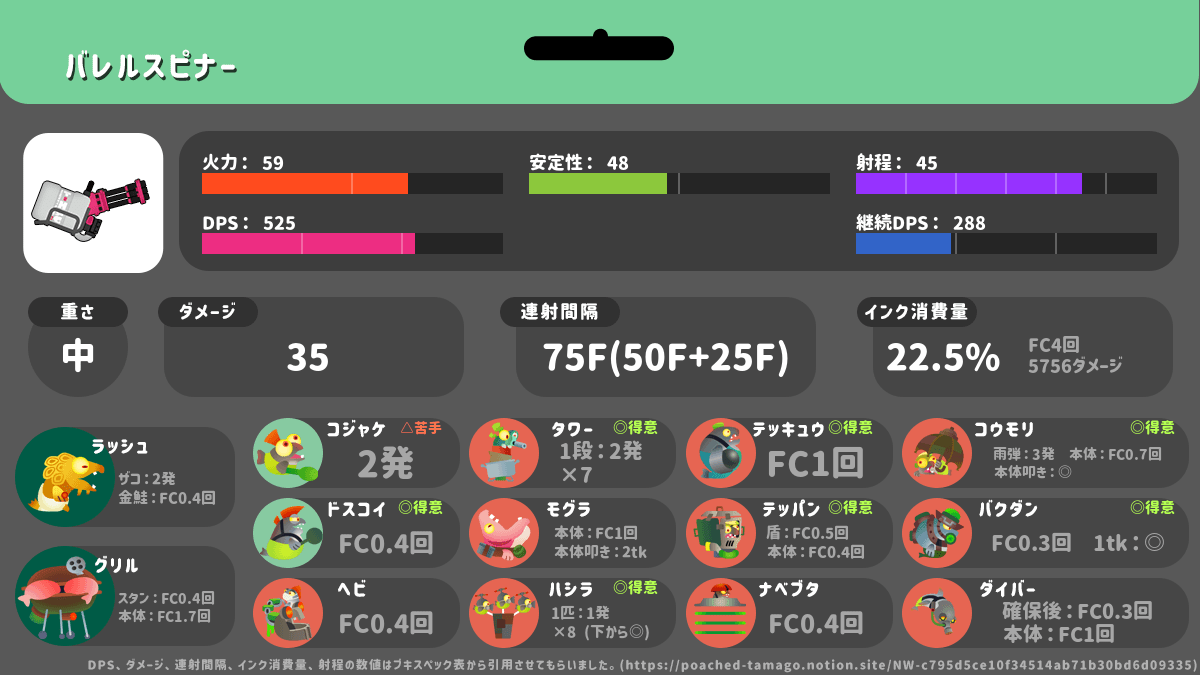 バレルスピナー
火力： 59
安定性： 48
射程： 45
DPS： 525
継続DPS： 288
重さ
中
ダメージ
35
連射間隔
75F(50F+25F)
インク消費量
22.5%
FC4回
5756ダメージ
ラッシュ
ザコ：2発
金鮭：FC0.4回
コジャケ △苦手
2発
タワー ◎得意
1段：2発
×7
テッキュウ ◎得意
FC1回
コウモリ ◎得意
雨弾：3発 本体：FC0.7回
本体叩き：◎
ドスコイ ◎得意
FC0.4回
モグラ
本体：FC1回
本体叩き：2tk
テッパン ◎得意
盾：FC0.5回
本体：FC0.4回
バクダン ◎得意
FC0.3回 1tk：◎
グリル
スタン：FC0.4回
本体：FC1.7回
ヘビ
FC0.4回
ハシラ ◎得意
1匹：1発
×8 (下から◎)
ナベブタ
FC0.4回
ダイバー
確保後：FC0.3回
本体：FC1回
DPS、ダメージ、連射間隔、インク消費量、射程の数値はブキスペック表から引用させてもらいました。(https://poached-tamago.notion.site/NW-c795d5ce10f34514ab71b30bd6d09335)